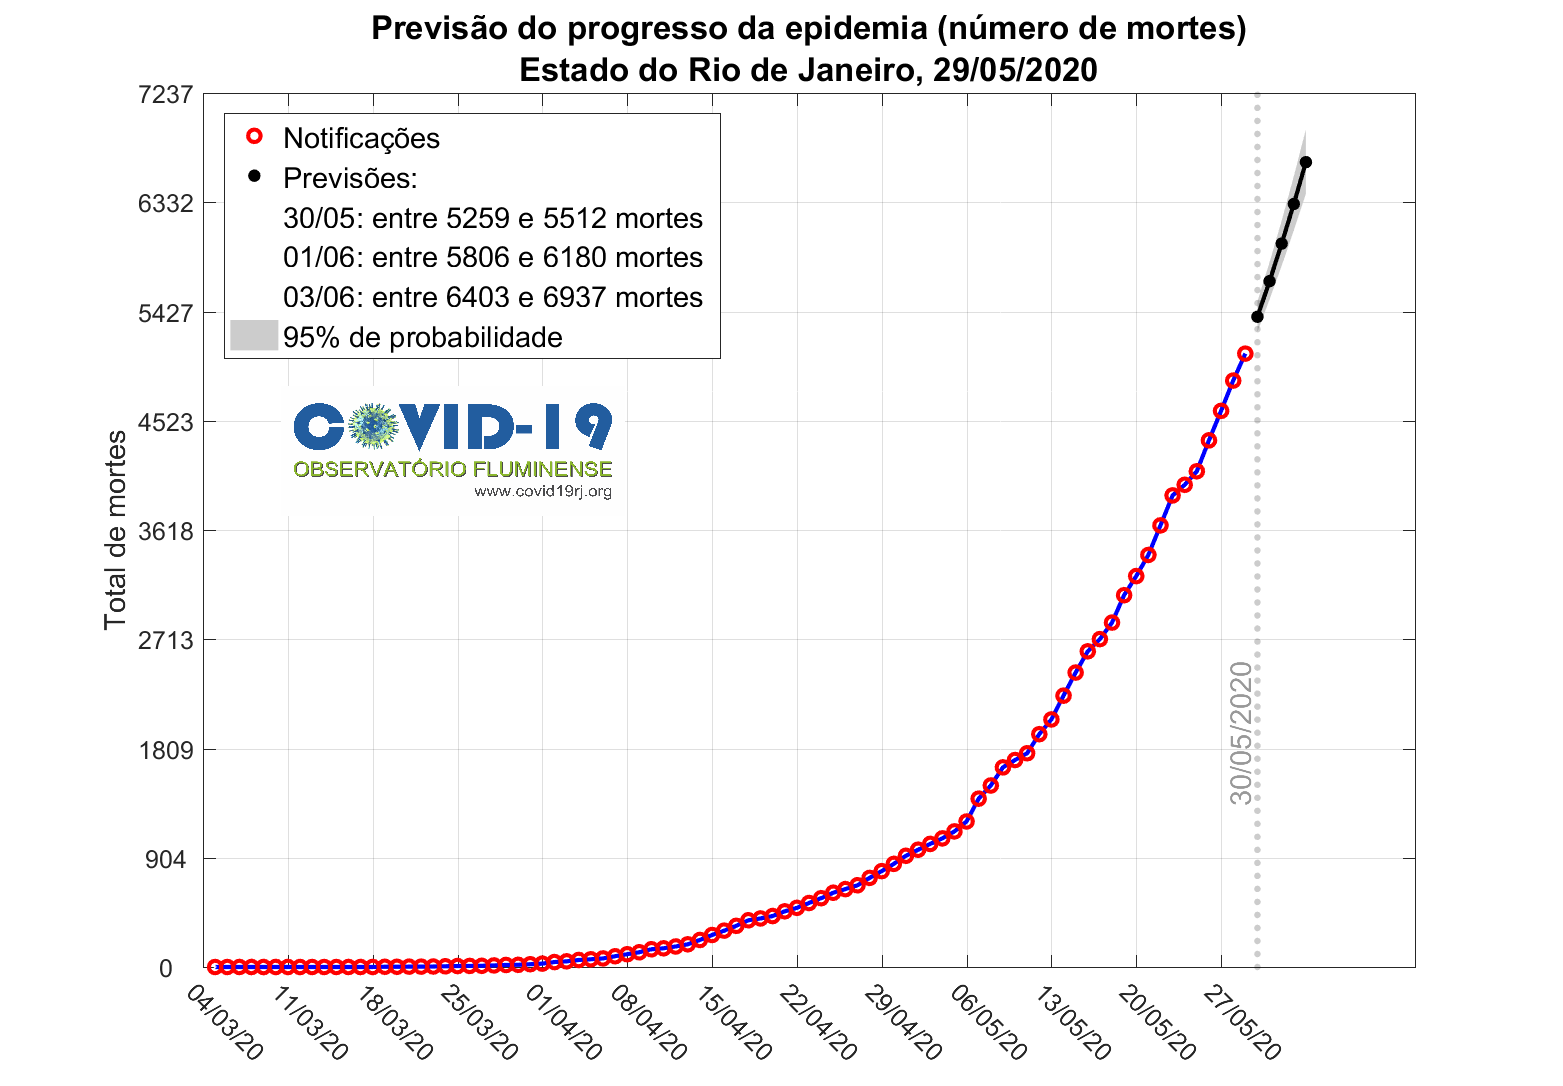 Previsão do progresso da epidemia (número de mortes)
Estado do Rio de Janeiro, 29/05/2020
7237
6332
5427
4523
3618
2713
1809
904
0
Total de mortes
Notificações
Previsões:
30/05: entre 5259 e 5512 mortes
01/06: entre 5806 e 6180 mortes
03/06: entre 6403 e 6937 mortes
95% de probabilidade
COVID-19
OBSERVATÓRIO FLUMINENSE
www.covid19rj.org
30/05/2020
04/03/20
11/03/20
18/03/20
25/03/20
01/04/20
08/04/20
15/04/20
22/04/20
29/04/20
06/05/20
13/05/20
20/05/20
27/05/20